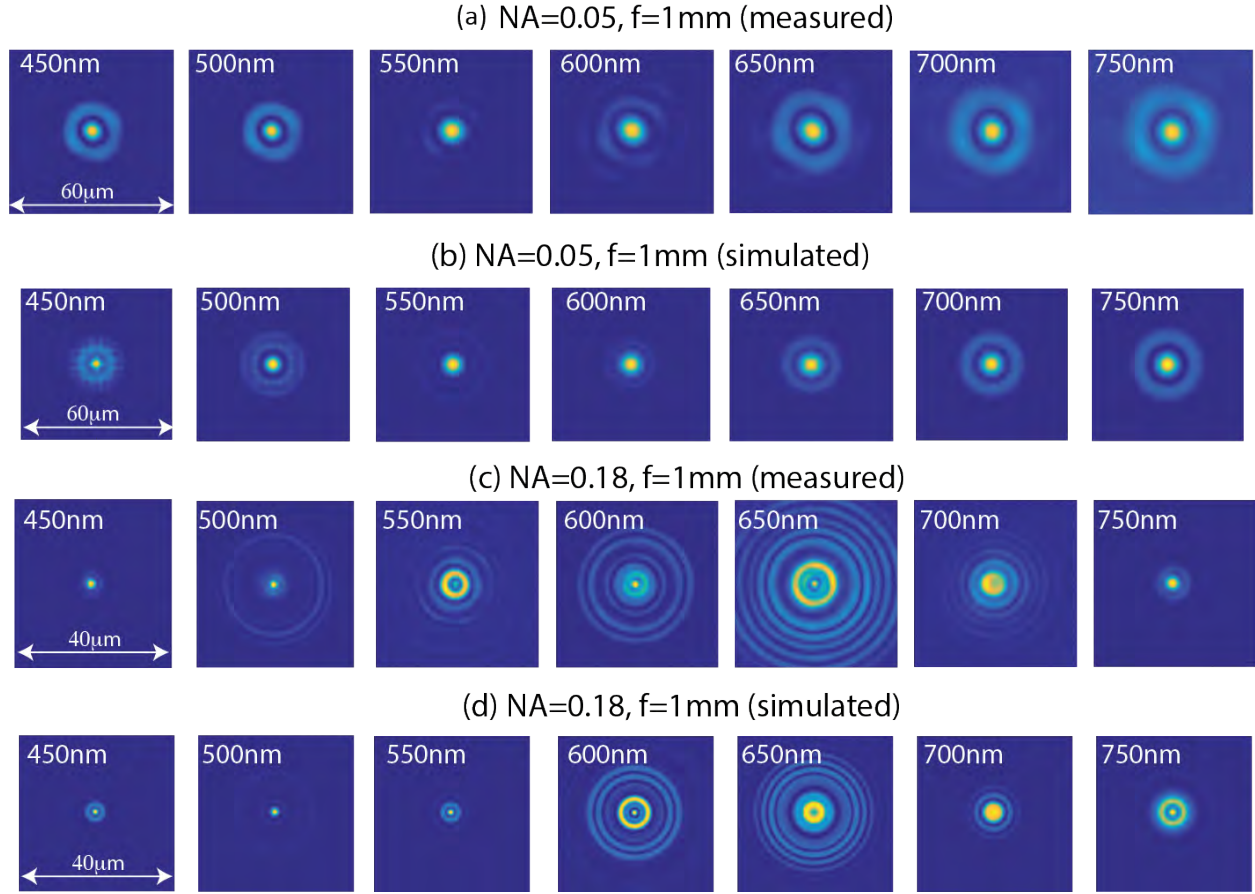 (a) NA=0.05, f=1mm (measured)
450nm 500nm 550nm 600nm 650nm 700nm 750nm
60μm
(b) NA=0.05, f=1mm (simulated)
450nm 500nm 550nm 600nm 650nm 700nm 750nm
60μm
(c) NA=0.18, f=1mm (measured)
450nm 500nm 550nm 600nm 650nm 700nm 750nm
40μm
(d) NA=0.18, f=1mm (simulated)
450nm 500nm 550nm 600nm 650nm 700nm 750nm
40μm